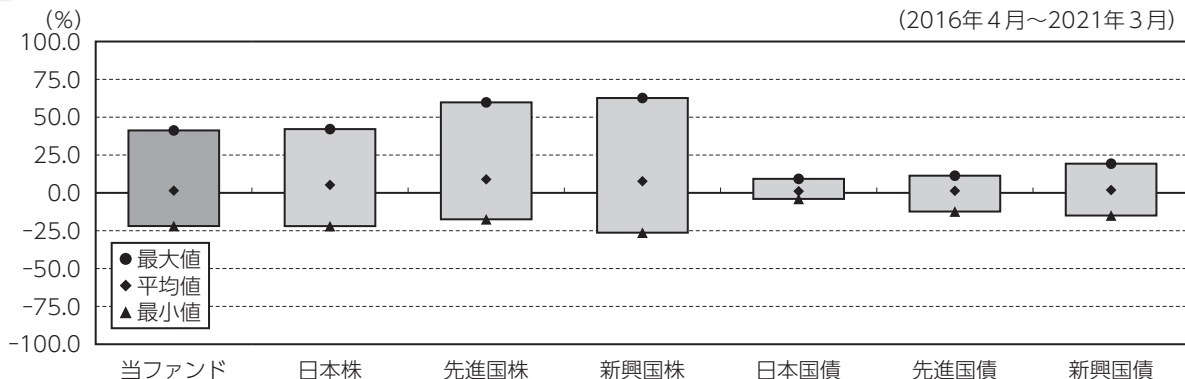 (%)
(2016年4月～2021年3月)
100.0
75.0
50.0
25.0
0.0
-25.0
-50.0
-75.0
-100.0
● 最大値
◆ 平均値
▲ 最小値
当ファンド 日本株 先進国株 新興国株 日本国債 先進国債 新興国債